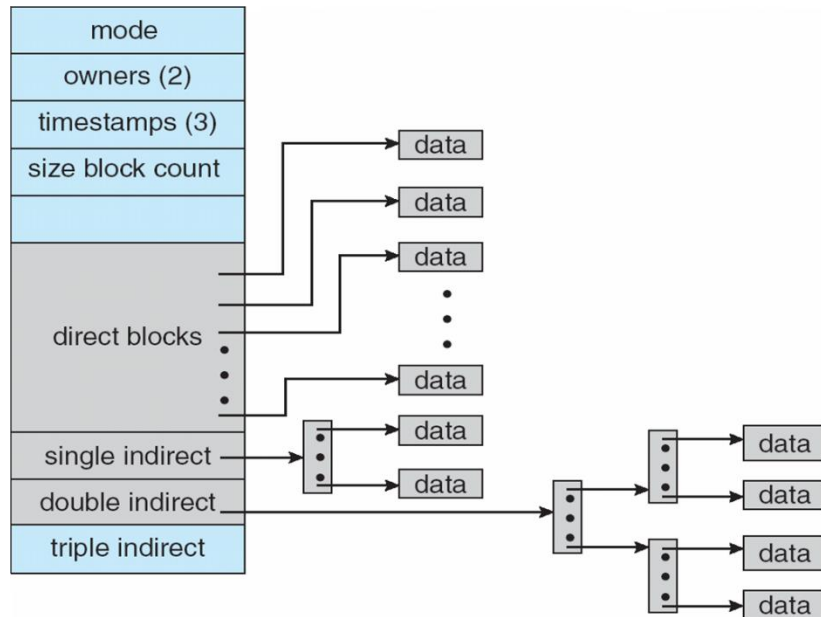 mode
owners (2)
timestamps (3)
size block count
direct blocks
single indirect
double indirect
triple indirect
data
data
data
data
data
data
data
data
data
data